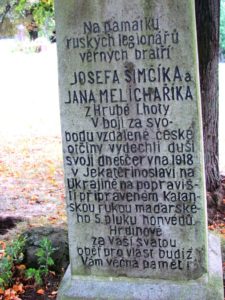 Na památku
ruských legionářů
věrných bratří
JOSEFA ŠIMČÍKA a
JANA MELICHAŘÍKA
z Hrubé Lhoty
V boji za svo-
bodu vzdálené české
otčiny vydechli duši
svoji dne 6 června 1918
v Jekatěrinoslavi na
Ukrajině na popraviš-
ti připraveném Katan-
skou rukou maďarské-
ho 5. pluku honvédů.
Hrdinové
za Vaši svatou
oběť pro vlast budiž
Vám věčná paměť!